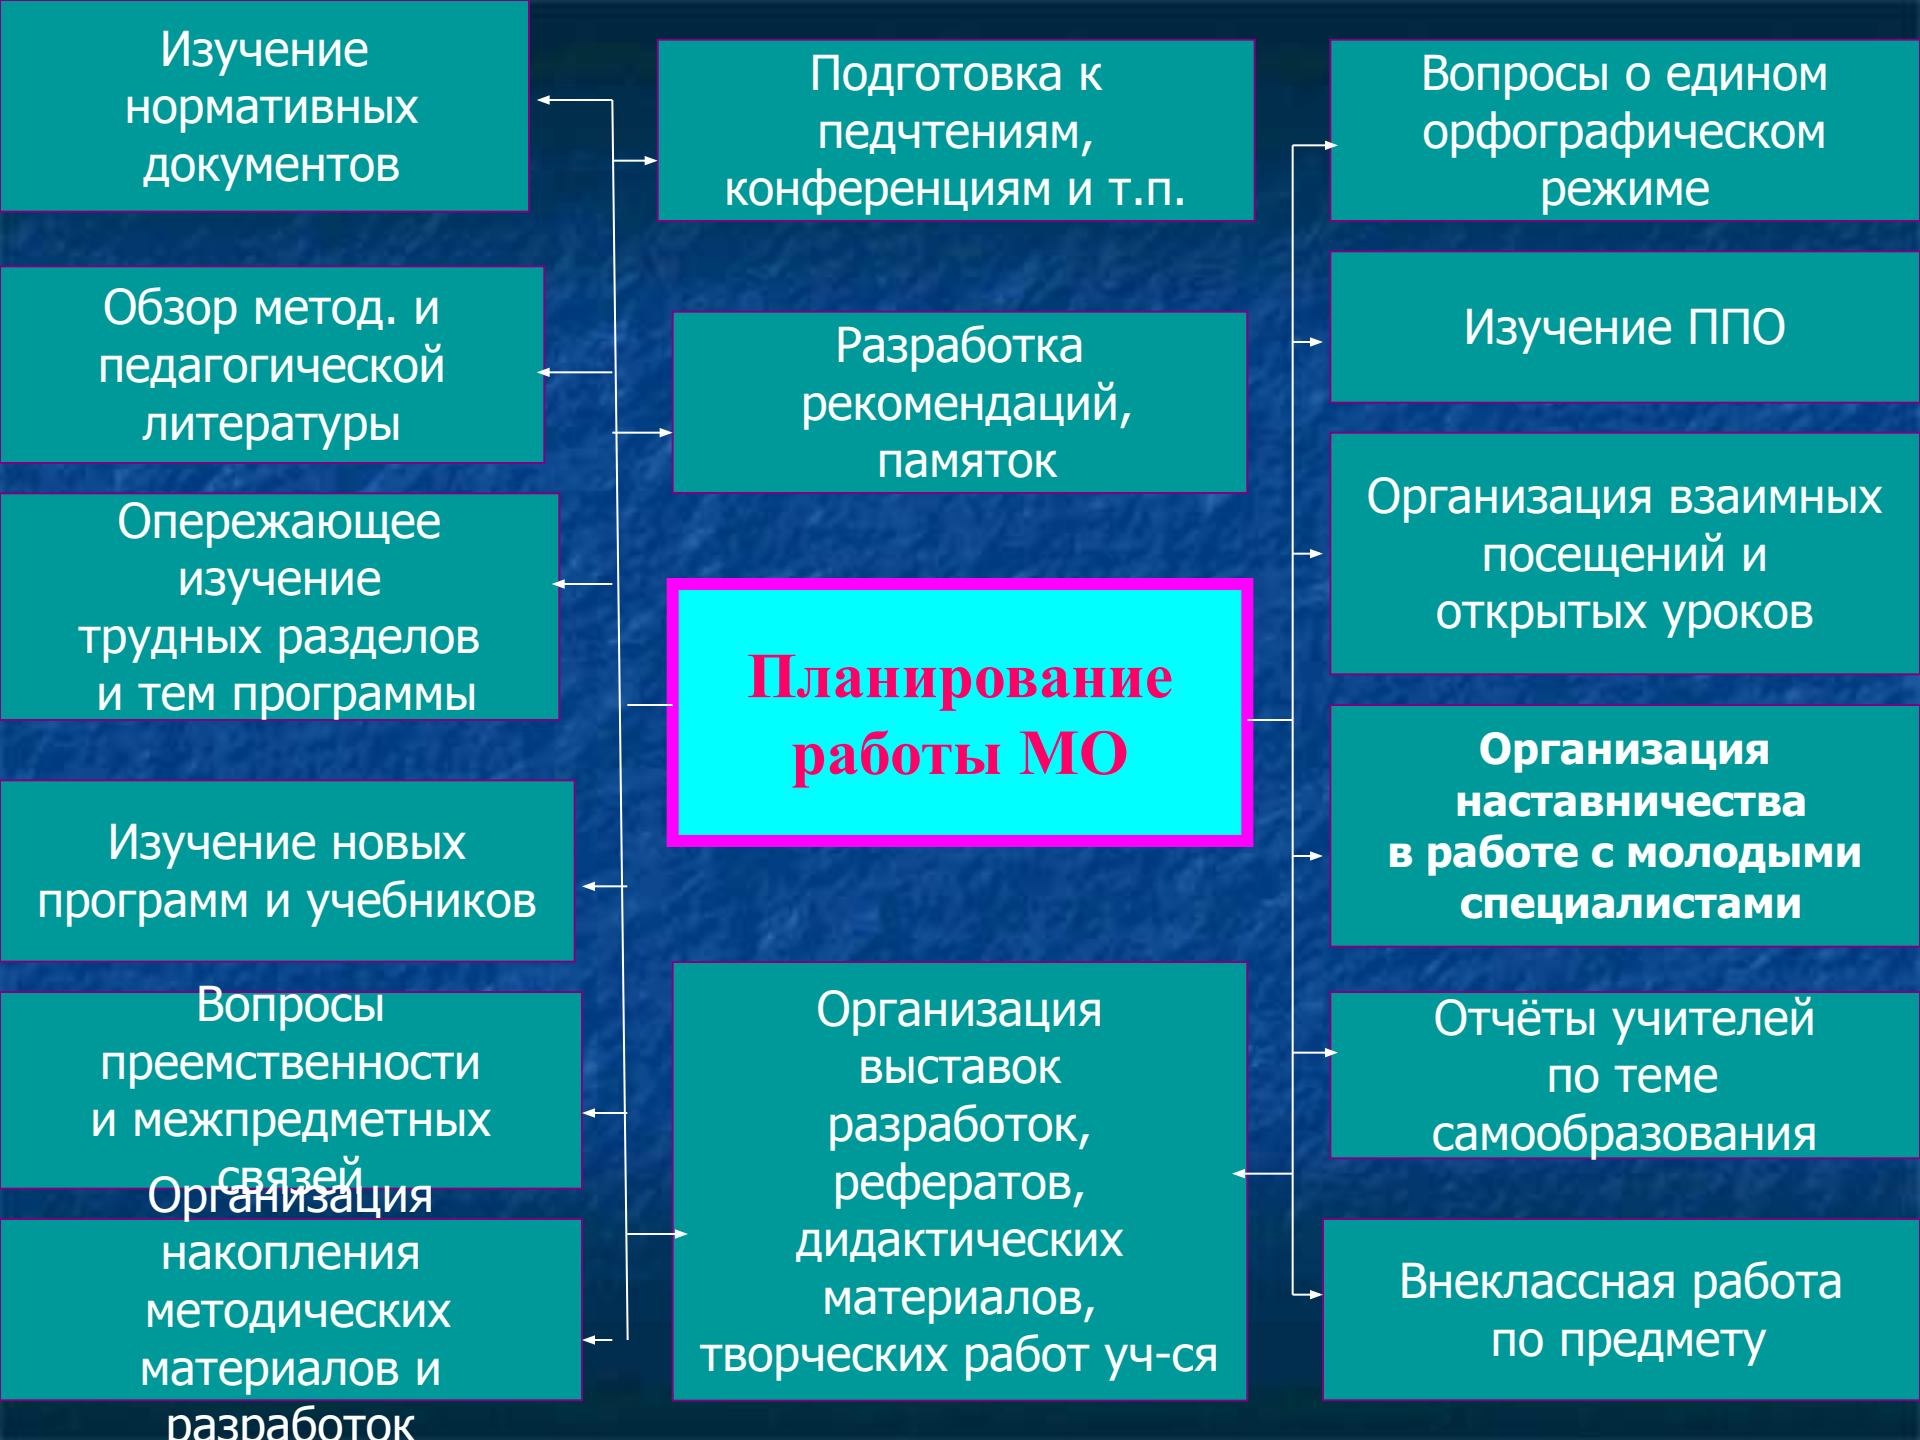 Изучение
нормативных
документов
Обзор метод. и
педагогической
литературы
Опережающее
изучение
трудных разделов
и тем программы
Изучение новых
программ и учебников
Вопросы
преемственности
и межпредметных
связей
Организация
накопления
методических
материалов и
разработок
Подготовка к
педчтениям,
конференциям и т.п.
Разработка
рекомендаций,
памяток
Планирование
работы МО
Организация
выставок
разработок,
рефератов,
дидактических
материалов,
творческих работ уч-ся
Вопросы о едином
орфографическом
режиме
Изучение ППО
Организация взаимных
посещений и
открытых уроков
Организация
наставничества
в работе с молодыми
специалистами
Отчёты учителей
по теме
самообразования
Внеклассная работа
по предмету